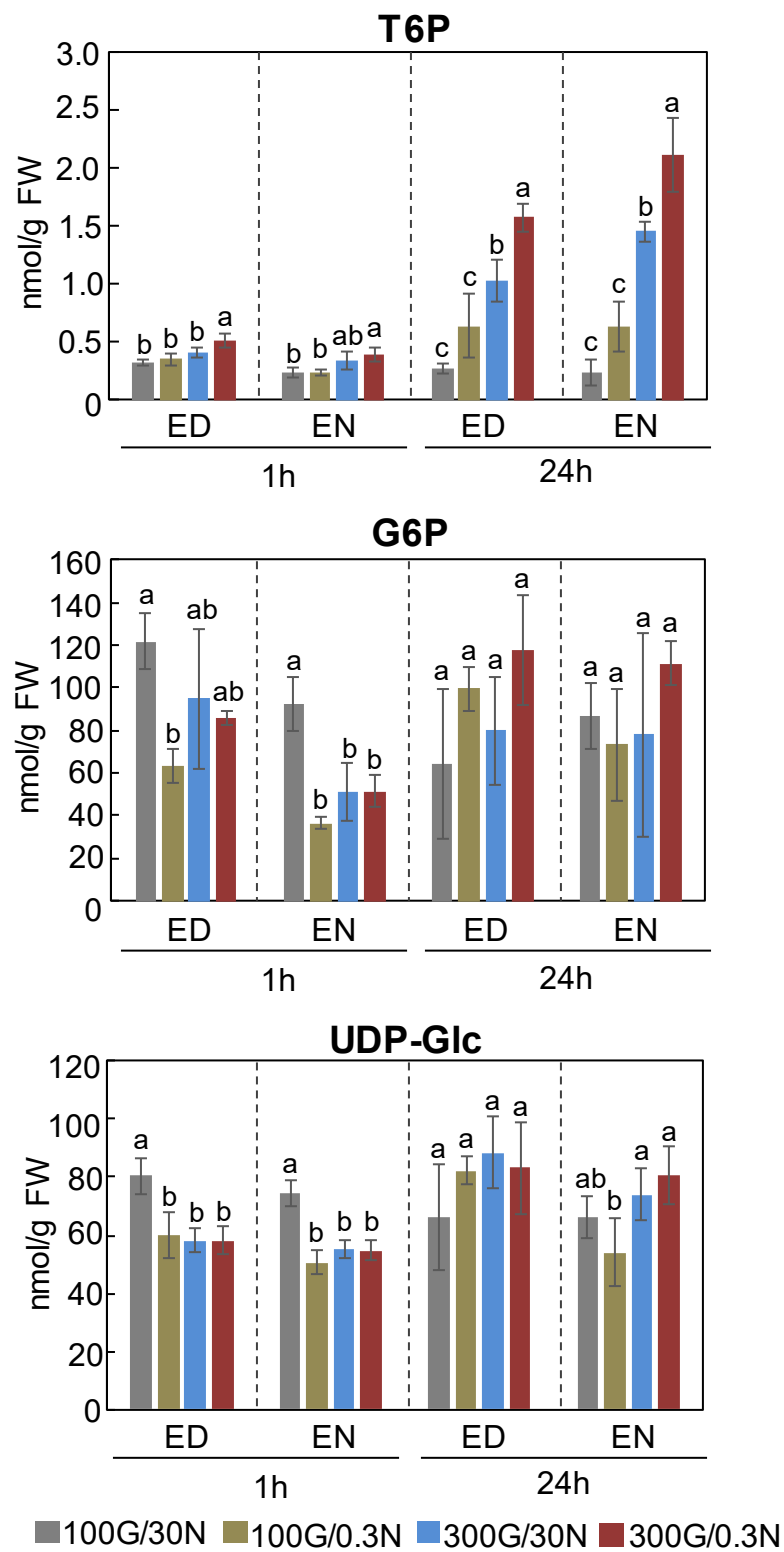 T6P
nmol/g FW
3.0
2.5
2.0
1.5
1.0
0.5
0
b b b a
b b ab a
c c b a
c c b a
ED EN ED EN
1h 24h
G6P
nmol/g FW
160
140
120
100
80
60
40
20
0
a b ab ab
a b b b
a a a a
a a a a
ED EN ED EN
1h 24h
UDP-Glc
nmol/g FW
120
100
80
60
40
20
0
a b b b
a b b b
a a a a
ab b a a
ED EN ED EN
1h 24h
100G/30N 100G/0.3N 300G/30N 300G/0.3N